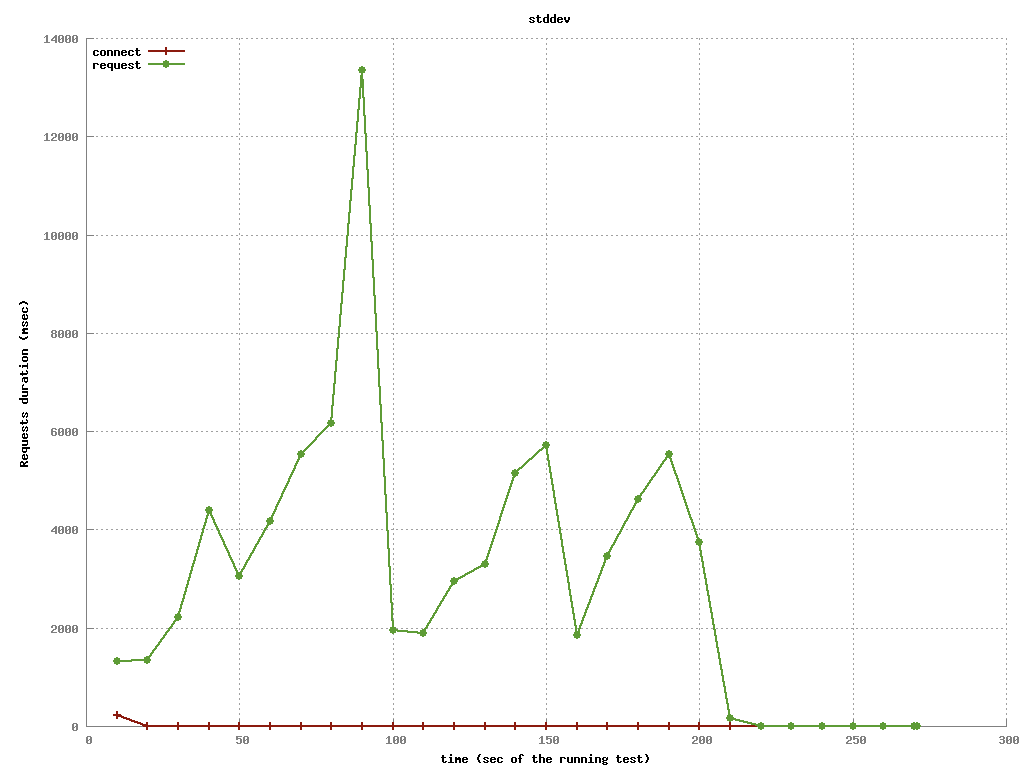 stddev
14000
connect
request
12000
10000
8000
6000
4000
2000
0
Requests duration (msec)
0 50 100 150 200 250 300
time (sec of the running test)